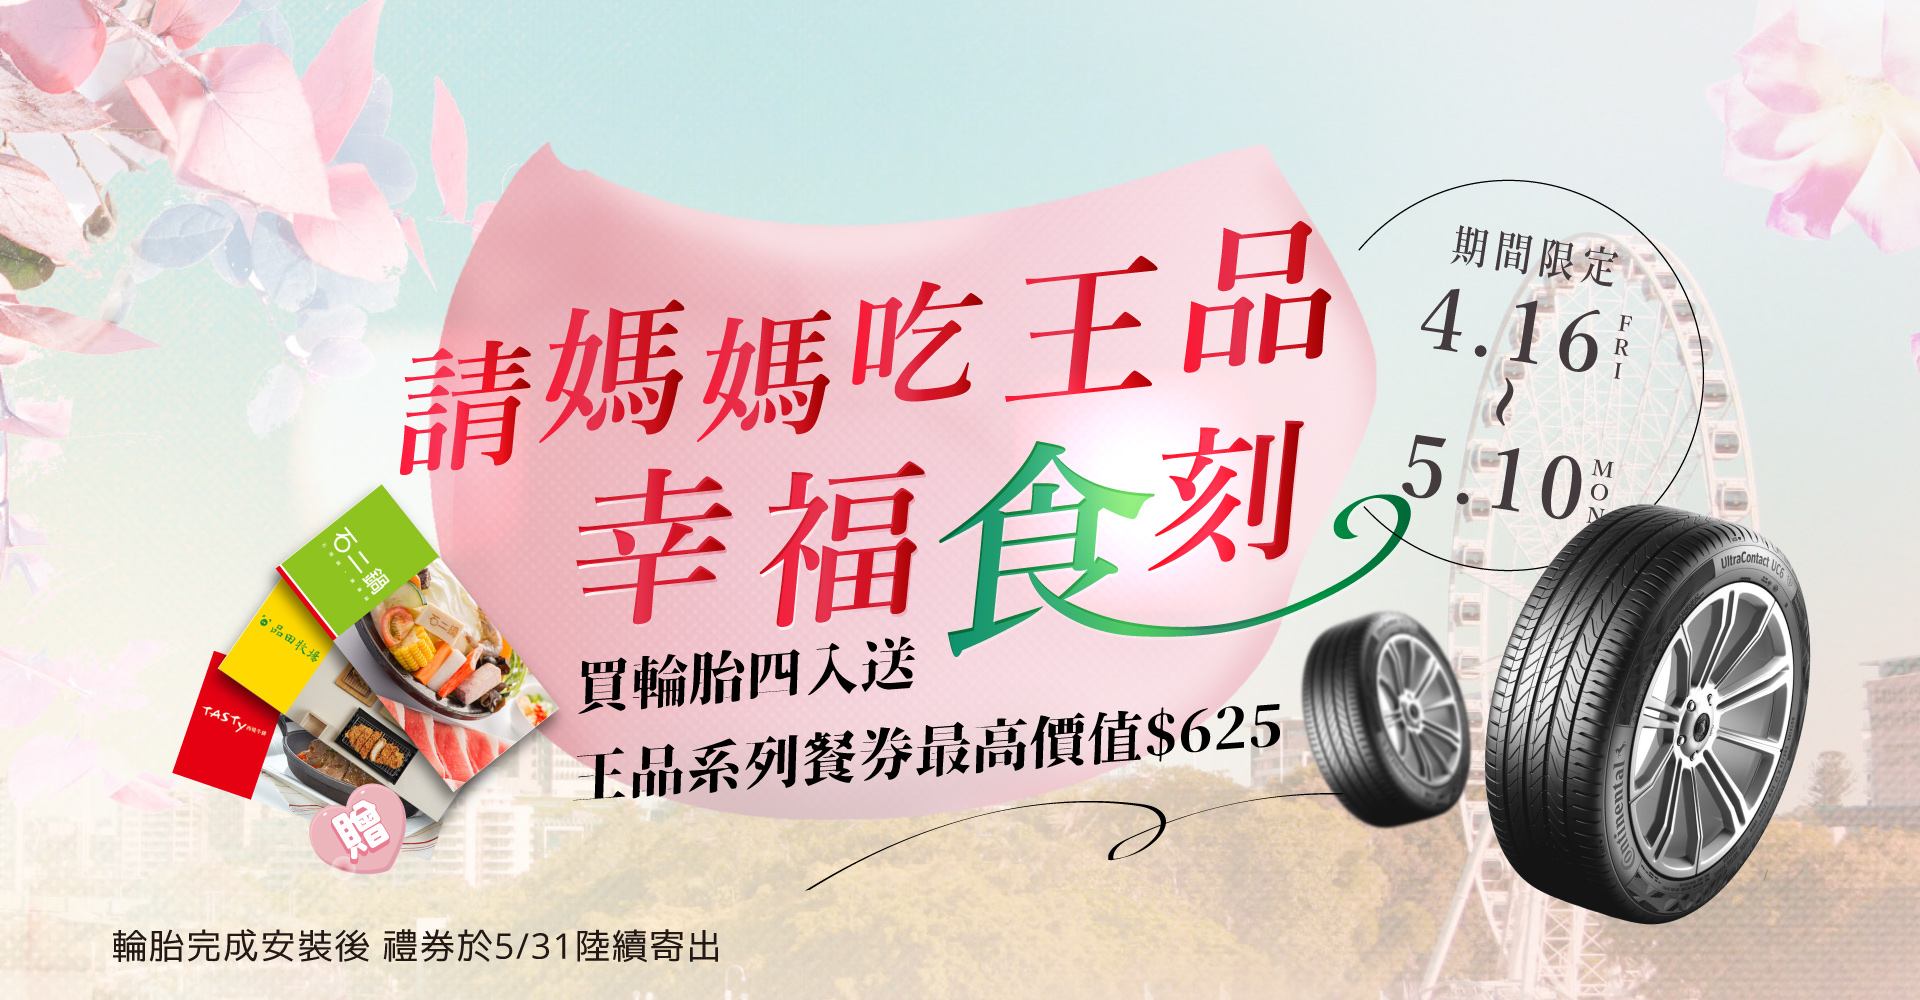 請媽媽吃王品
幸福食刻
買輪胎四入送
王品系列餐券最高價值$625
期間限定
4.16 FRI
~
5.10 MON
石二鍋
品田牧場
TASTy
贈
UltraContact UC6
Continental
輪胎完成安裝後 禮券於5/31陸續寄出